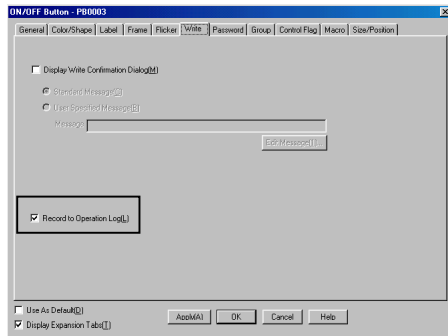 ON/OFF Button - PB0003
General Color/Shape Label Frame Flicker Write Password Group Control Flag Macro Size/Position
Display Write Confirmation Dialog(M)
Standard Message(C)
User Specified Message(S)
Message
Edit Message(1)...
Record to Operation Log(L)
Use As Default(D)
Display Expansion Tabs(T)
Apply(A) OK Cancel Help